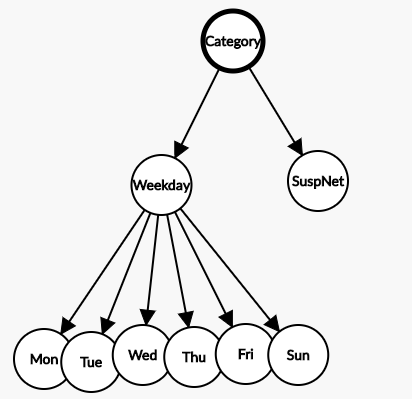 Category
Weekday
SuspNet
Mon
Tue
Wed
Thu
Fri
Sun